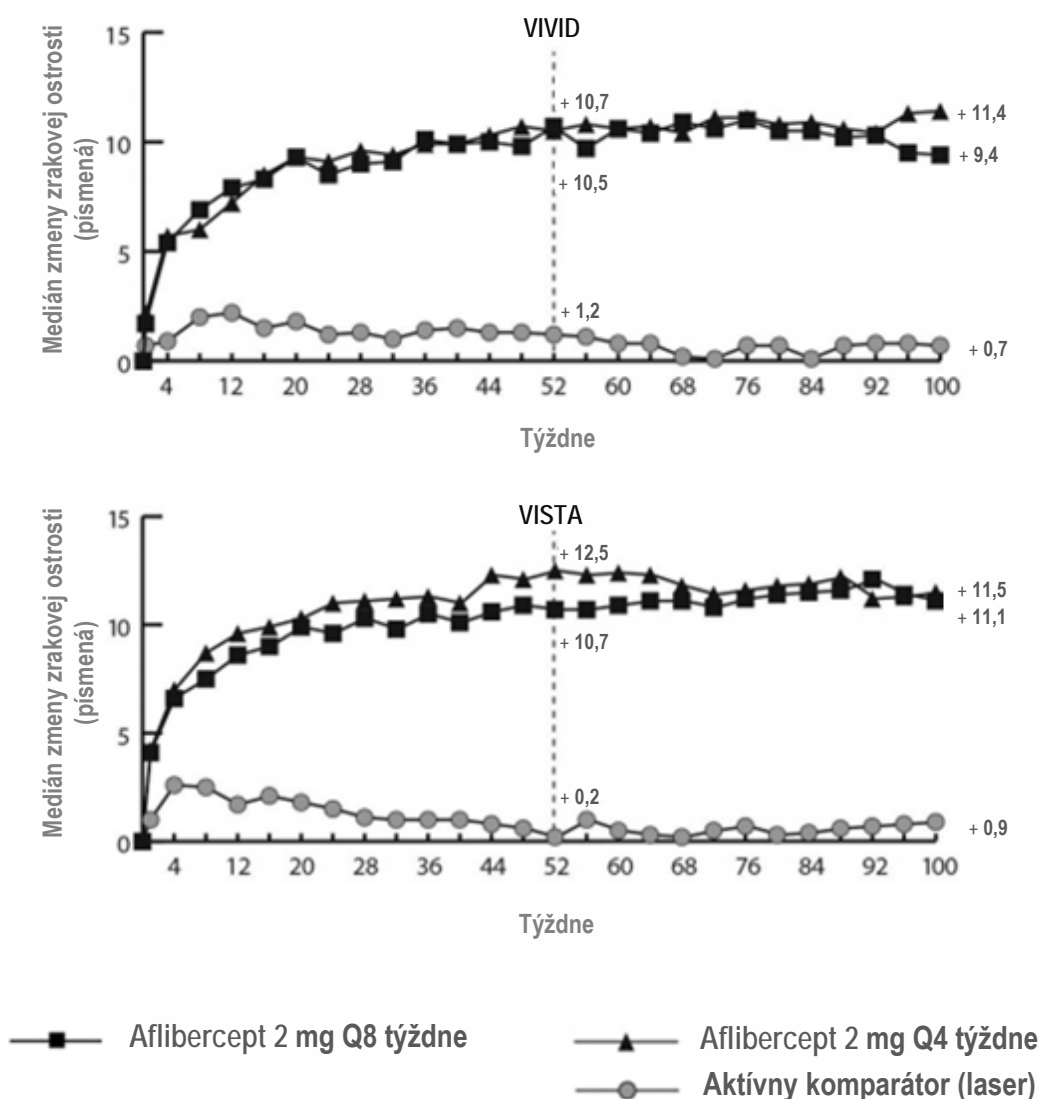 VIVID
Medián zmeny zrakovej ostrosti
(písmená)
15
10
5
0
+ 10,7
+ 10,5
+ 1,2
+ 11,4
+ 9,4
+ 0,7
4 12 20 28 36 44 52 60 68 76 84 92 100
Týždne
VISTA
Medián zmeny zrakovej ostrosti
(písmená)
15
10
5
0
+ 12,5
+ 10,7
+ 0,2
+ 11,5
+ 11,1
+ 0,9
4 12 20 28 36 44 52 60 68 76 84 92 100
Týždne
Aflibercept 2 mg Q8 týždne
Aflibercept 2 mg Q4 týždne
Aktívny komparátor (laser)